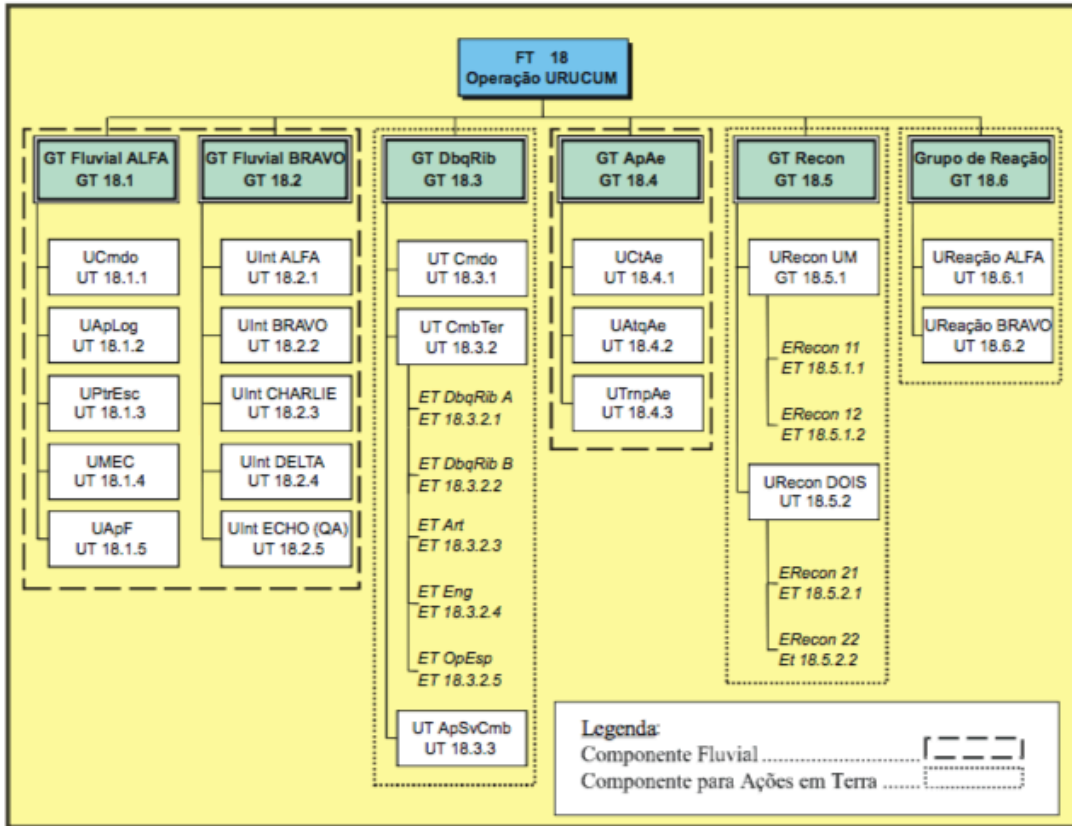 FT 18
Operação URUCUM
GT Fluvial ALFA
GT 18.1
UCmdo
UT 18.1.1
UApLog
UT 18.1.2
UPtrEsc
UT 18.1.3
UMEC
UT 18.1.4
UApF
UT 18.1.5
GT Fluvial BRAVO
GT 18.2
UInt ALFA
UT 18.2.1
UInt BRAVO
UT 18.2.2
UInt CHARLIE
UT 18.2.3
UInt DELTA
UT 18.2.4
UInt ECHO (QA)
UT 18.2.5
GT DbqRib
GT 18.3
UT Cmdo
UT 18.3.1
UT CmbTer
UT 18.3.2
ET DbqRib A
ET 18.3.2.1
ET DbqRib B
ET 18.3.2.2
ET Art
ET 18.3.2.3
ET Eng
ET 18.3.2.4
ET OpEsp
ET 18.3.2.5
UT ApSvCmb
UT 18.3.3
GT ApAe
GT 18.4
UCtAe
UT 18.4.1
UAtqAe
UT 18.4.2
UTrnpAe
UT 18.4.3
GT Recon
GT 18.5
URecon UM
GT 18.5.1
ERecon 11
ET 18.5.1.1
ERecon 12
ET 18.5.1.2
URecon DOIS
UT 18.5.2
ERecon 21
ET 18.5.2.1
ERecon 22
Et 18.5.2.2
Grupo de Reação
GT 18.6
UReação ALFA
UT 18.6.1
UReação BRAVO
UT 18.6.2
Legenda:
Componente Fluvial ................
Componente para Ações em Terra ......